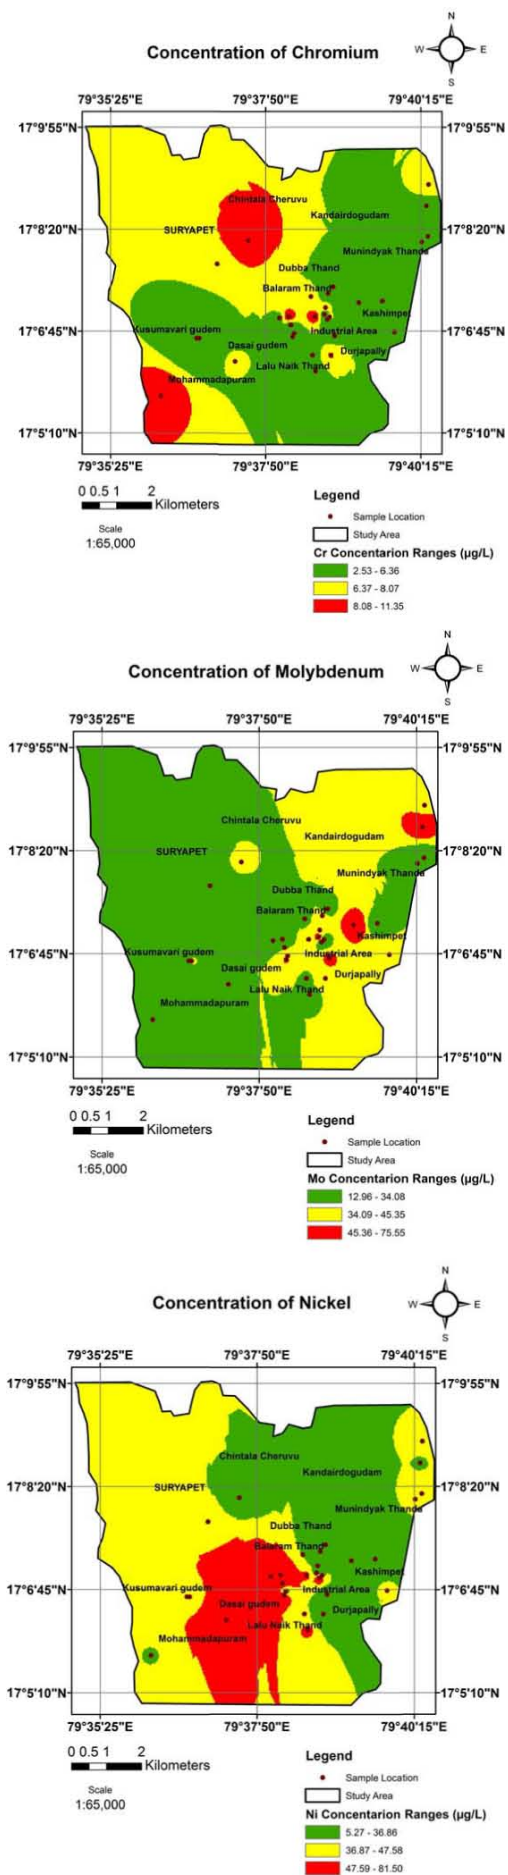 N
Concentration of Chromium
W E
S
79°35'25"E 79°37'50"E 79°40'15"E
17°9'55"N 17°9'55"N
Chintala Cheruvu
Kandairdogudam
17°8'20"N 17°8'20"N
SURYAPET
Munindyak Thanda
Dubba Thand
Balaram Thang
Kashimpet
17°6'45"N 17°6'45"N
Kusumavari gudem Industrial Area
Dasai gudem Durjapally
Lalu Naik Thand
Mohammadapuram
17°5'10"N 17°5'10"N
79°35'25"E 79°37'50"E 79°40'15"E
0 0.5 1 2
Kilometers
Scale
1:65,000
Legend
Sample Location
Study Area
Cr Concentarion Ranges (µg/L)
2.53 - 6.36
6.37 - 8.07
8.08 - 11.35
N
Concentration of Molybdenum
W E
S
79°35'25"E 79°37'50"E 79°40'15"E
17°9'55"N 17°9'55"N
Chintala Cheruvu
Kandairdogudam
17°8'20"N 17°8'20"N
SURYAPET
Munindyak Thanda
Dubba Thand
Balaram Thang
Kashimpet
17°6'45"N 17°6'45"N
Kusumavari gudem Industrial Area
Dasai gudem Durjapally
Lalu Naik Thand
Mohammadapuram
17°5'10"N 17°5'10"N
79°35'25"E 79°37'50"E 79°40'15"E
0 0.5 1 2
Kilometers
Scale
1:65,000
Legend
Sample Location
Study Area
Mo Concentarion Ranges (µg/L)
12.96 - 34.08
34.09 - 45.35
45.36 - 75.55
N
Concentration of Nickel
W E
S
79°35'25"E 79°37'50"E 79°40'15"E
17°9'55"N 17°9'55"N
Chintala Cheruvu
Kandairdogudam
17°8'20"N 17°8'20"N
SURYAPET
Munindyak Thanda
Dubba Thand
Balaram Thang
Kashimpet
17°6'45"N 17°6'45"N
Kusumavari gudem Industrial Area
Dasai gudem Durjapally
Lalu Naik Thand
Mohammadapuram
17°5'10"N 17°5'10"N
79°35'25"E 79°37'50"E 79°40'15"E
0 0.5 1 2
Kilometers
Scale
1:65,000
Legend
Sample Location
Study Area
Ni Concentarion Ranges (µg/L)
5.27 - 36.86
36.87 - 47.58
47.59 - 81.50